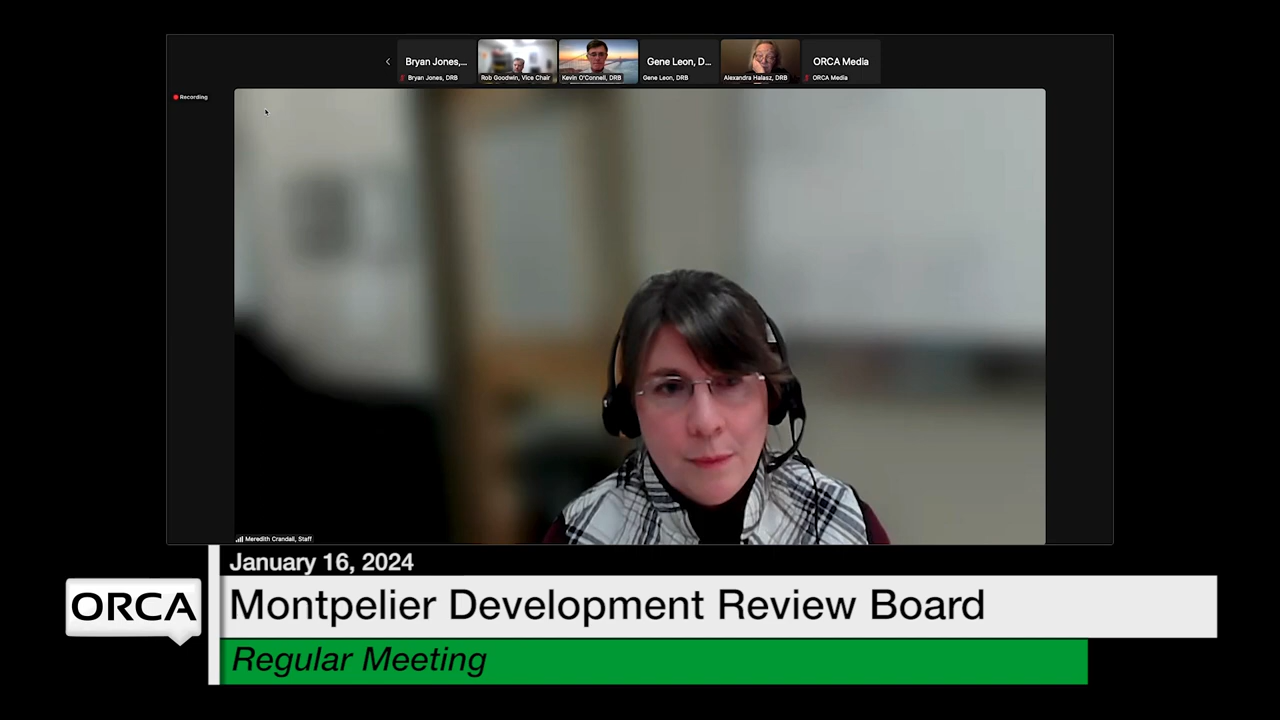 Bryan Jones,...
Gene Leon, D...
ORCA Media
Bryan Jones, DRB
Rob Goodwin, Vice Chair
Kevin O'Connell, DRB
Gene Leon, DRB
Alexandra Halasz, DRB
ORCA Media
Recording
Meredith Crandall, Staff
January 16, 2024
ORCA
Montpelier Development Review Board
Regular Meeting